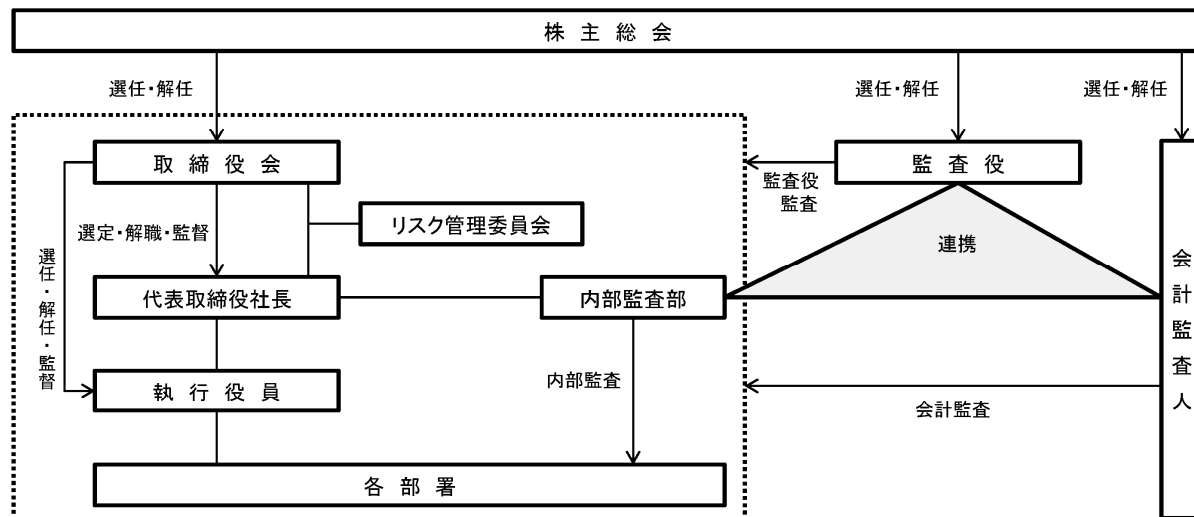 株主総会
選任・解任
選任・解任
選任・解任
取締役会
監査役
監査役
監査
リスク管理委員会
選定・解職・監督
連携
選任・解任・監督
代表取締役社長
内部監査部
会計監査人
執行役員
内部監査
会計監査
各部署